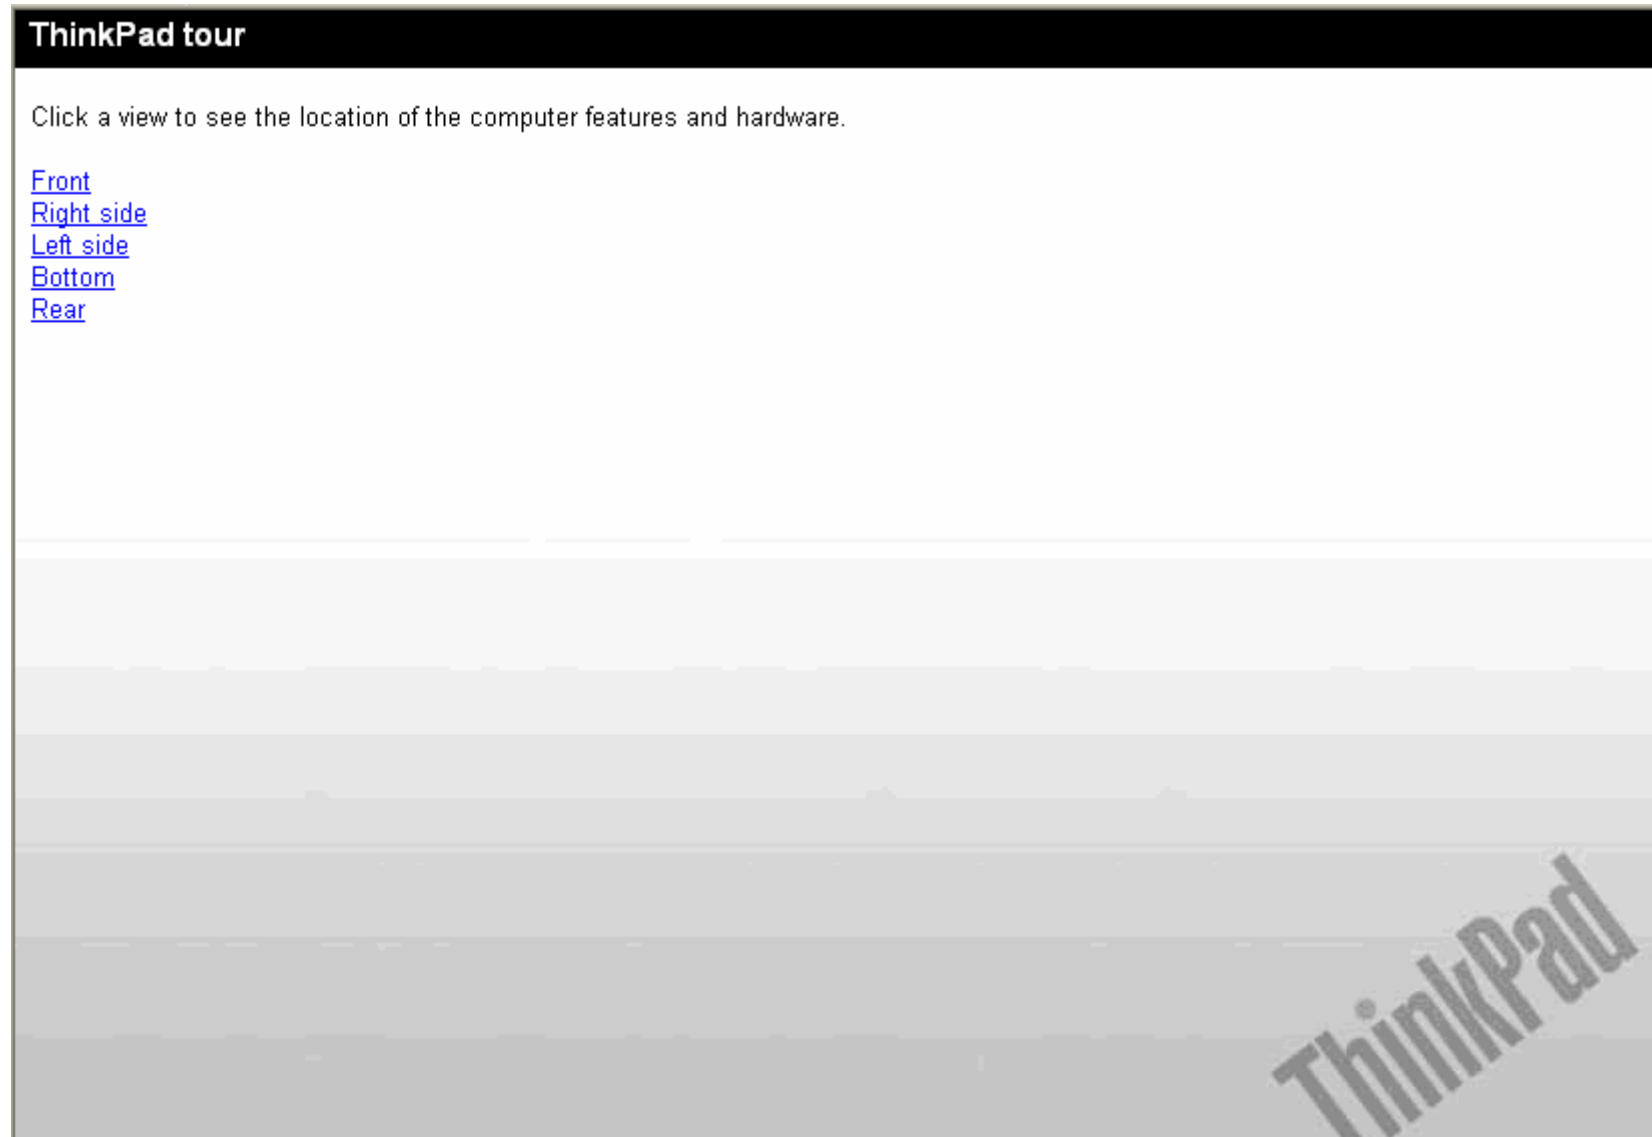 ThinkPad tour
Click a view to see the location of the computer features and hardware.
Front
Right side
Left side
Bottom
Rear
ThinkPad